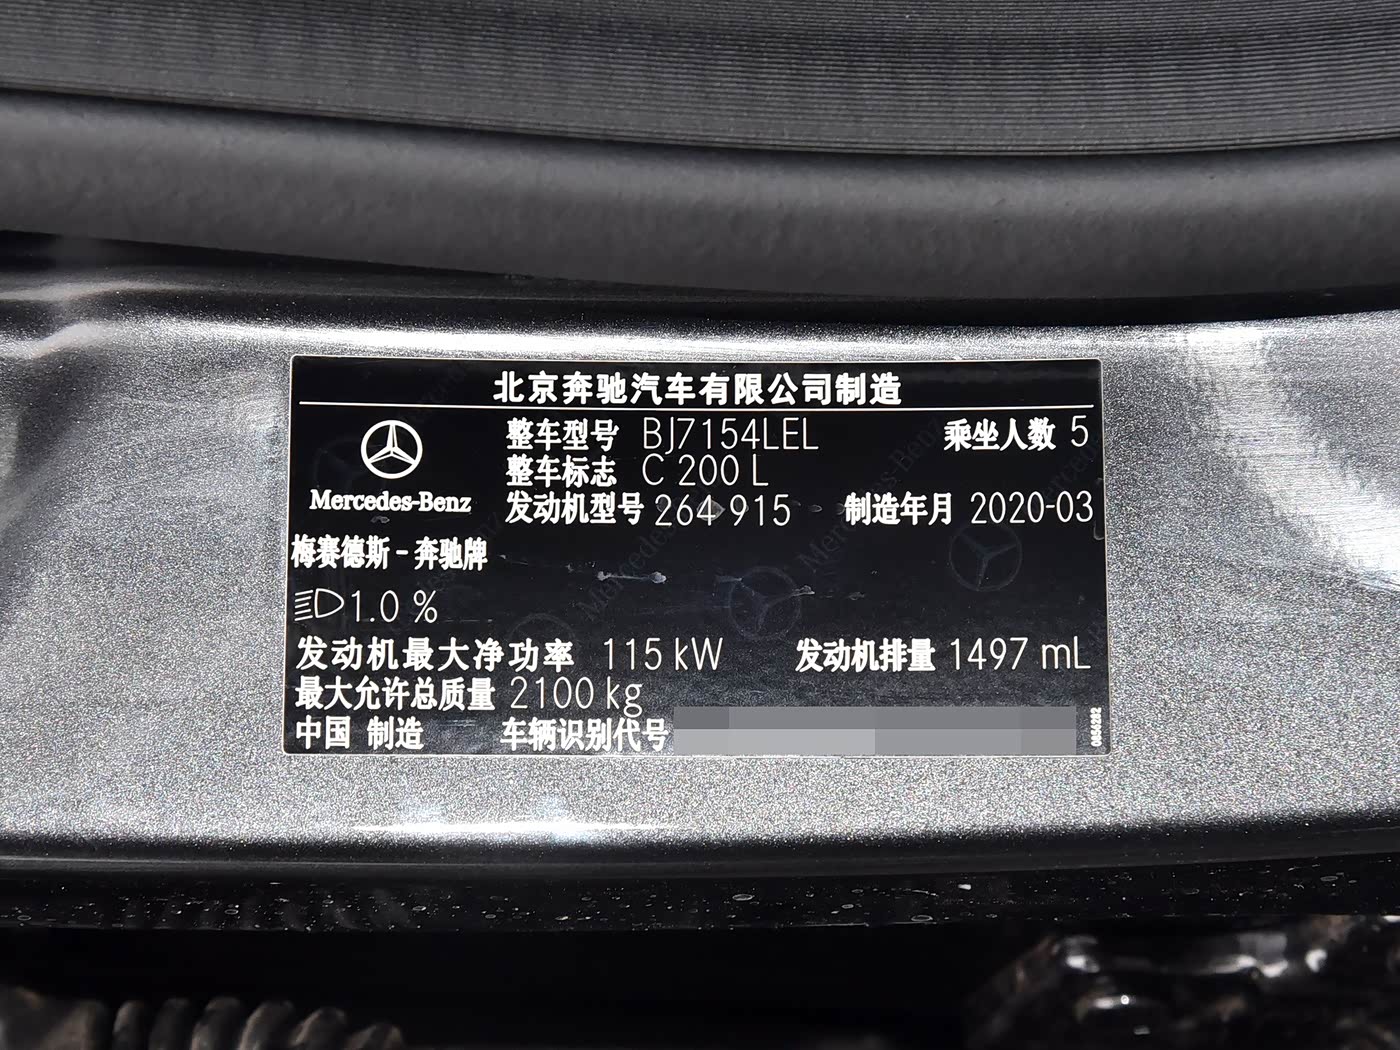 北京奔驰汽车有限公司制造
整车型号 BJ7154LEL 乘坐人数 5
整车标志 C 200 L
Mercedes-Benz
发动机型号 264 915 制造年月 2020-03
梅赛德斯-奔驰牌
1.0 %
发动机最大净功率 115 kW 发动机排量 1497 mL
最大允许总质量 2100 kg
中国 制造 车辆识别代号